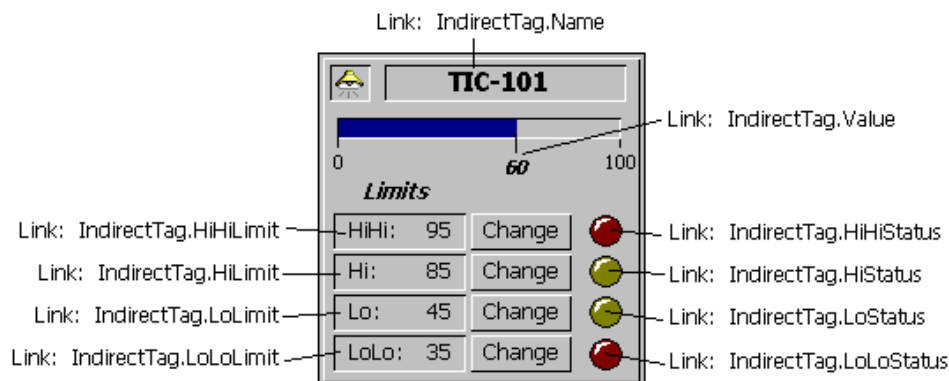 Link: IndirectTag.Name
TIC-101
Link: IndirectTag.Value
0 60 100
Limits
Link: IndirectTag.HiHiLimit HiHi: 95 Change Link: IndirectTag.HiHiStatus
Link: IndirectTag.HiLimit Hi: 85 Change Link: IndirectTag.HiStatus
Link: IndirectTag.LoLimit Lo: 45 Change Link: IndirectTag.LoStatus
Link: IndirectTag.LoLoLimit LoLo: 35 Change Link: IndirectTag.LoLoStatus